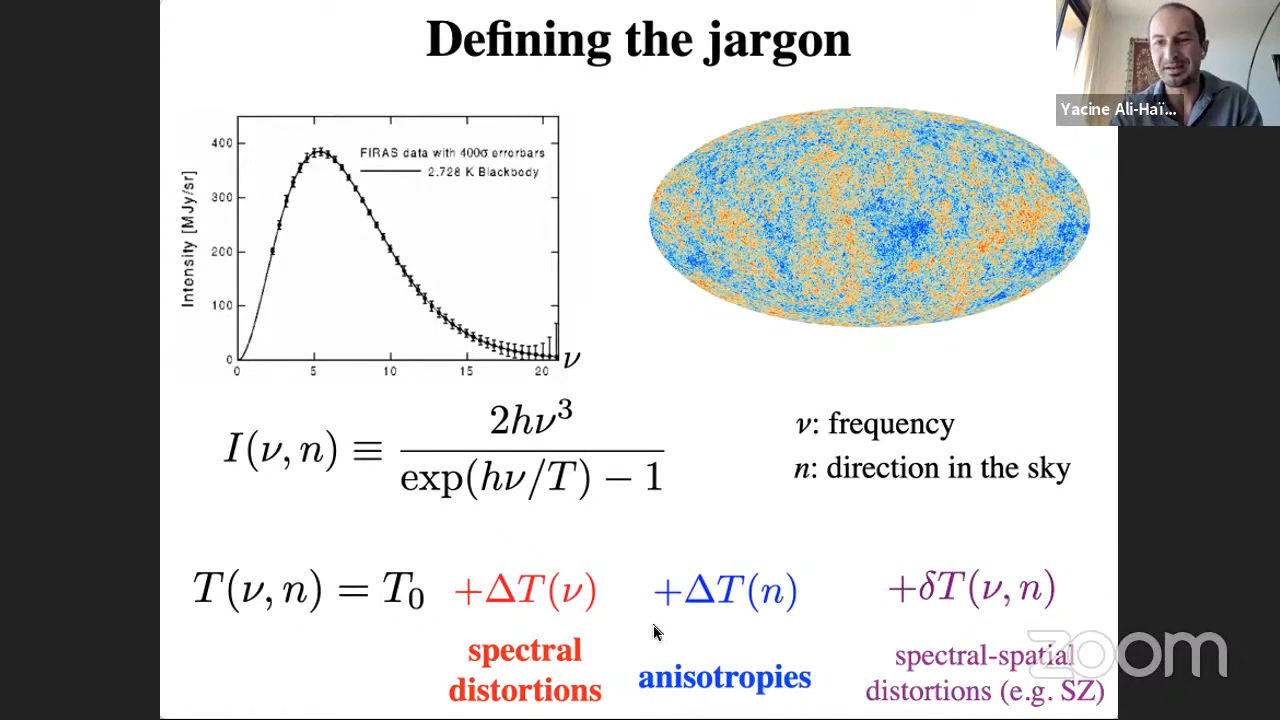 Defining the jargon
Yacine Ali-Haï...
FIRAS data with 400σ errorbars
2.728 K Blackbody
Intensity [MJy/sr]
400
300
200
100
0
0 5 10 15 20
ν
I(ν, n) ≡ 2hν³ / exp(hν/T) − 1
ν: frequency
n: direction in the sky
T(ν, n) = T₀ +ΔT(ν) +ΔT(n) +δT(ν, n)
spectral
distortions
anisotropies
spectral-spatial
distortions (e.g. SZ)
zoom